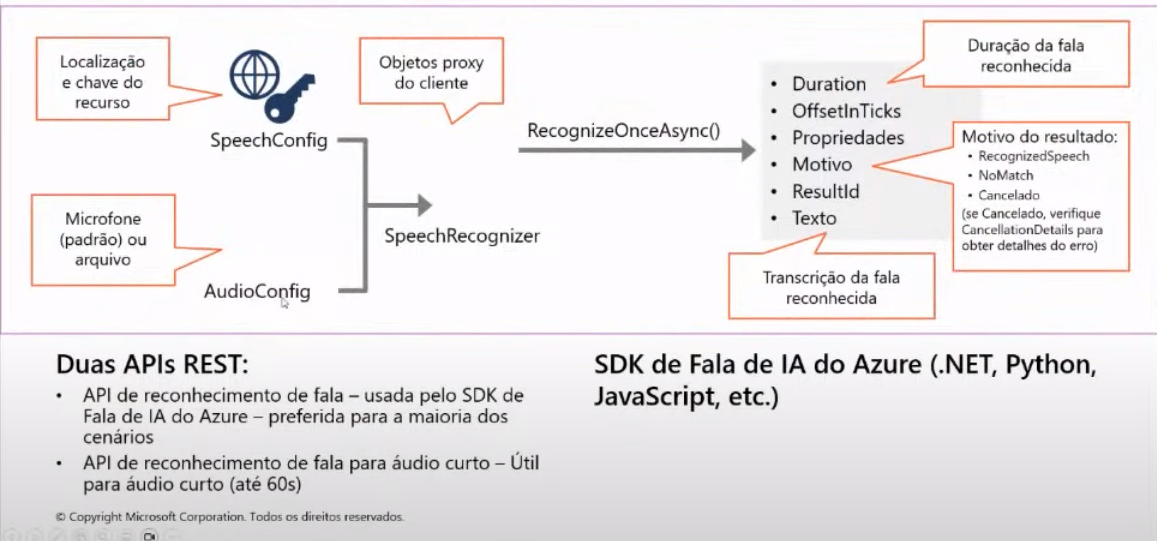 Localização
e chave do
recurso
SpeechConfig
Objetos proxy
do cliente
Microfone
(padrão) ou
arquivo
AudioConfig
SpeechRecognizer
RecognizeOnceAsync()
• Duration
• OffsetInTicks
• Propriedades
• Motivo
• ResultId
• Texto
Duração da fala
reconhecida
Motivo do resultado:
• RecognizedSpeech
• NoMatch
• Cancelado
(se Cancelado, verifique
CancellationDetails para
obter detalhes do erro)
Transcrição da fala
reconhecida
Duas APIs REST:
• API de reconhecimento de fala – usada pelo SDK de
Fala de IA do Azure – preferida para a maioria dos
cenários
• API de reconhecimento de fala para áudio curto – Útil
para áudio curto (até 60s)
SDK de Fala de IA do Azure (.NET, Python,
JavaScript, etc.)
© Copyright Microsoft Corporation. Todos os direitos reservados.